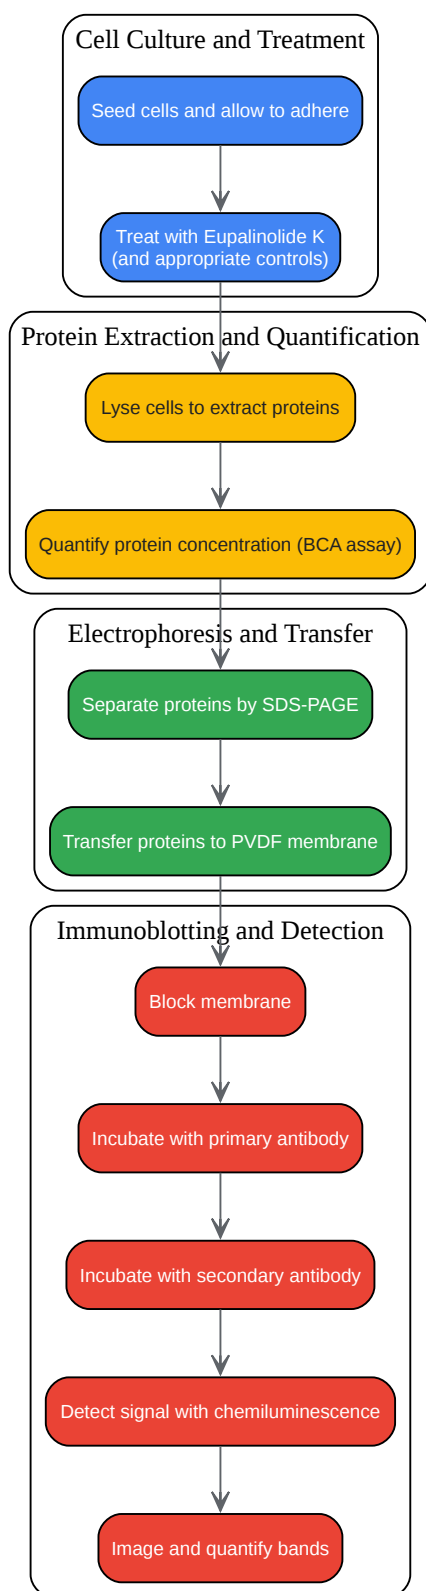 Cell Culture and Treatment
Seed cells and allow to adhere
Treat with Eupalinolide K
(and appropriate controls)
Protein Extraction and Quantification
Lyse cells to extract proteins
Quantify protein concentration (BCA assay)
Electrophoresis and Transfer
Separate proteins by SDS-PAGE
Transfer proteins to PVDF membrane
Immunoblotting and Detection
Block membrane
Incubate with primary antibody
Incubate with secondary antibody
Detect signal with chemiluminescence
Image and quantify bands